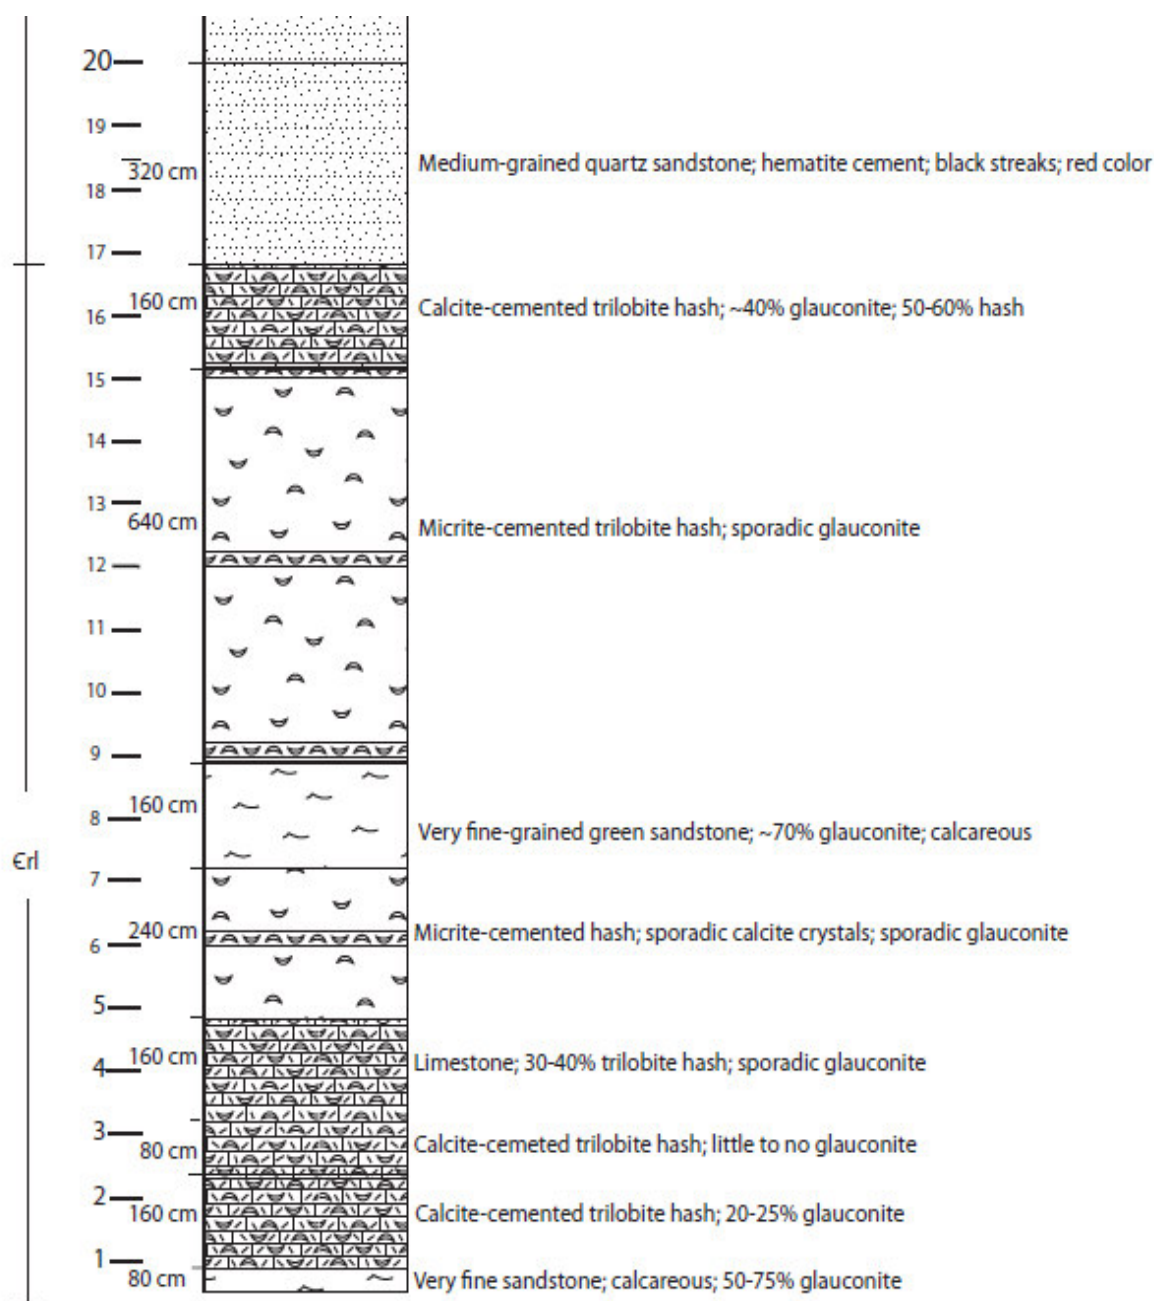 20
19
320 cm Medium-grained quartz sandstone; hematite cement; black streaks; red color
18
17
160 cm Calcite-cemented trilobite hash; ~40% glauconite; 50-60% hash
16
15
14
13
640 cm Micrite-cemented trilobite hash; sporadic glauconite
12
11
10
9
160 cm
8 Very fine-grained green sandstone; ~70% glauconite; calcareous
Єrl
7
240 cm Micrite-cemented hash; sporadic calcite crystals; sporadic glauconite
6
5
160 cm Limestone; 30-40% trilobite hash; sporadic glauconite
4
3
80 cm Calcite-cemeted trilobite hash; little to no glauconite
2
160 cm Calcite-cemented trilobite hash; 20-25% glauconite
1
80 cm Very fine sandstone; calcareous; 50-75% glauconite